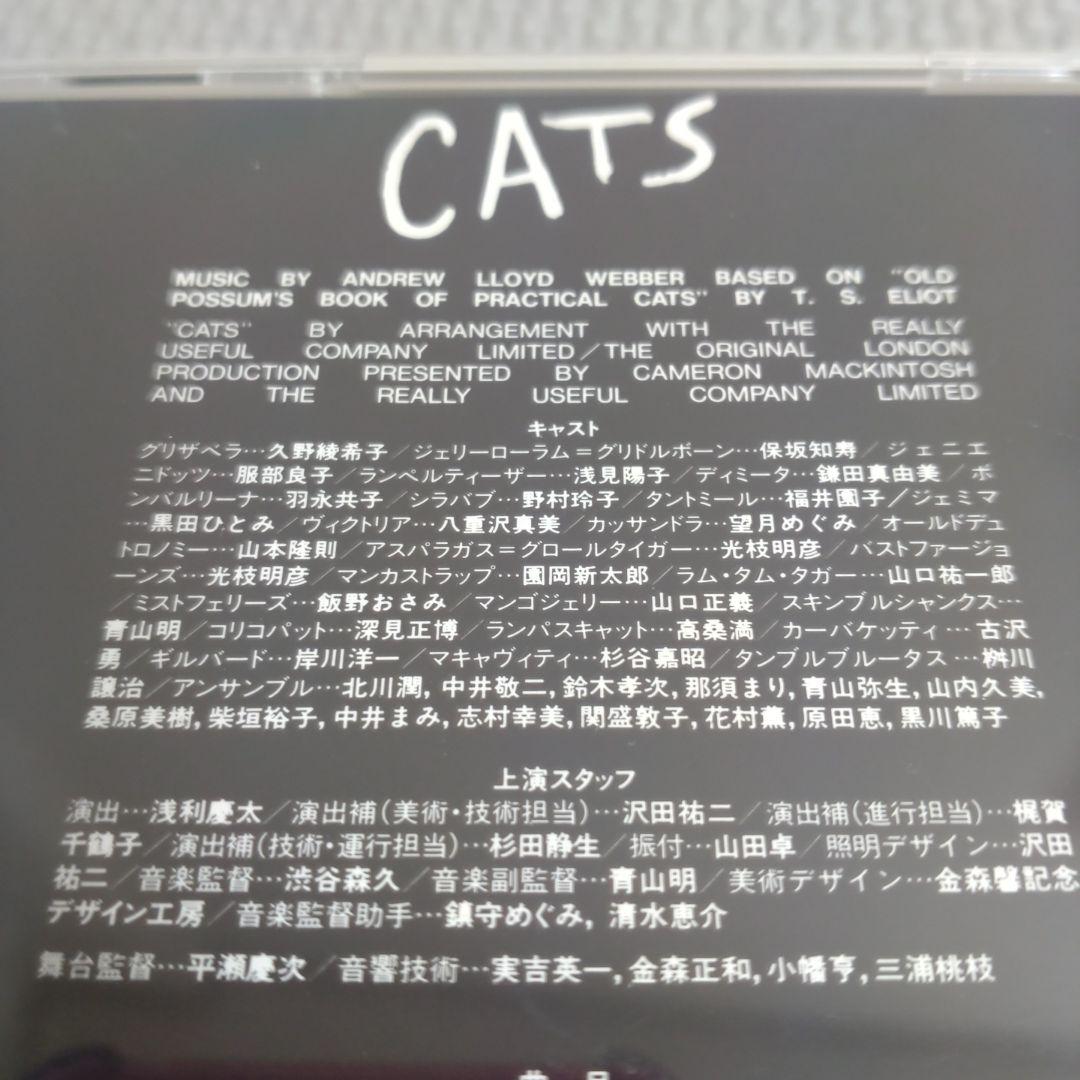 CATS
"MUSIC BY ANDREW LLOYD WEBBER BASED ON "OLD
POSSUM'S BOOK OF PRACTICAL CATS" BY T. S. ELIOT
"CATS" BY ARRANGEMENT WITH THE REALLY
USEFUL COMPANY LIMITED/THE ORIGINAL LONDON
PRODUCTION PRESENTED BY CAMERON MACKINTOSH
AND THE REALLY USEFUL COMPANY LIMITED
キャスト
グリザベラ…久野綾希子/ジェリーローラム=グリドルボーン…保坂知寿/ジェニエ
ニドッツ…服部良子/ランペルティーザー…浅見陽子/ディミータ…鎌田真由美/ボ
ンバルリーナ…羽永共子/シラバブ…野村玲子/タントミール…福井園子/ジェミマ
…黒田ひとみ/ヴィクトリア…八重沢真美/カッサンドラ…望月めぐみ/オールドデュ
トロノミー…山本隆則/アスパラガス=グロールタイガー…光枝明彦/バストファージョ
ーンズ…光枝明彦/マンカストラップ…園岡新太郎/ラム・タム・タガー…山口祐一郎
/ミストフェリーズ…飯野おさみ/マンゴジェリー…山口正義/スキンブルシャンクス…
青山明/コリコパット…深見正博/ランパスキャット…高桑満/カーバケッティ…古沢
勇/ギルバード…岸川洋一/マキャヴィティ…杉谷嘉昭/タンブルブルータス…桝川
譲治/アンサンブル…北川潤, 中井敬二, 鈴木孝次, 那須まり, 青山弥生, 山内久美,
桑原美樹, 柴垣裕子, 中井まみ, 志村幸美, 関盛敦子, 花村薫, 原田恵, 黒川篤子
上演スタッフ
演出…浅利慶太/演出補(美術・技術担当)…沢田祐二/演出補(進行担当)…梶賀
千鶴子/演出補(技術・運行担当)…杉田静生/振付…山田卓/照明デザイン…沢田
祐二/音楽監督…渋谷森久/音楽副監督…青山明/美術デザイン…金森馨記念
デザイン工房/音楽監督助手…鎮守めぐみ, 清水恵介
舞台監督…平瀬慶次/音響技術…実吉英一, 金森正和, 小幡亨, 三浦桃枝